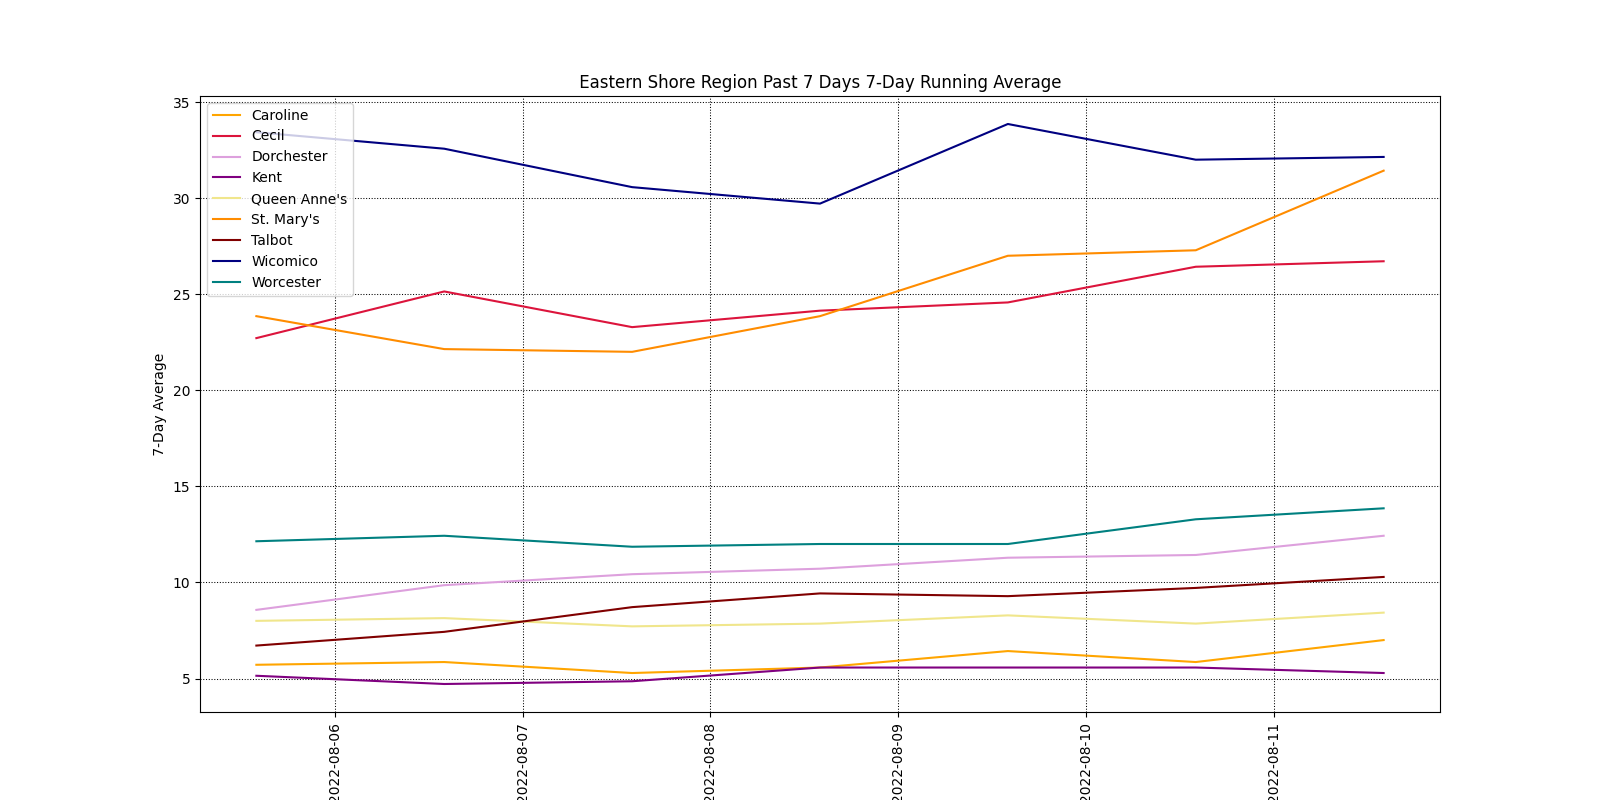 Eastern Shore Region Past 7 Days 7-Day Running Average
35
30
25
20
15
10
5
7-Day Average
Caroline
Cecil
Dorchester
Kent
Queen Anne's
St. Mary's
Talbot
Wicomico
Worcester
2022-08-06
2022-08-07
2022-08-08
2022-08-09
2022-08-10
2022-08-11